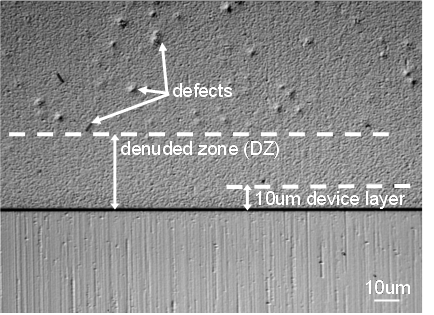 defects
denuded zone (DZ)
10um device layer
10um